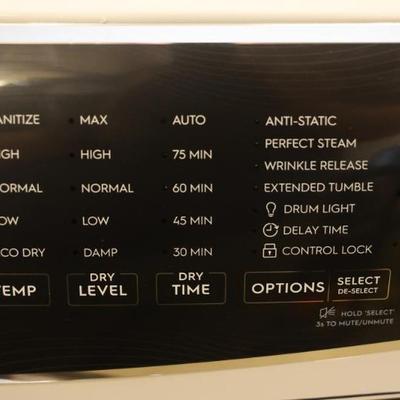 ANITIZE MAX AUTO ANTI-STATIC
PERFECT STEAM
IGH HIGH 75 MIN WRINKLE RELEASE
ORMAL NORMAL 60 MIN EXTENDED TUMBLE
OW LOW 45 MIN DRUM LIGHT
DELAY TIME
CO DRY DAMP 30 MIN CONTROL LOCK
TEMP DRY LEVEL DRY TIME OPTIONS SELECT
DE-SELECT
HOLD 'SELECT'
3s TO MUTE/UNMUTE